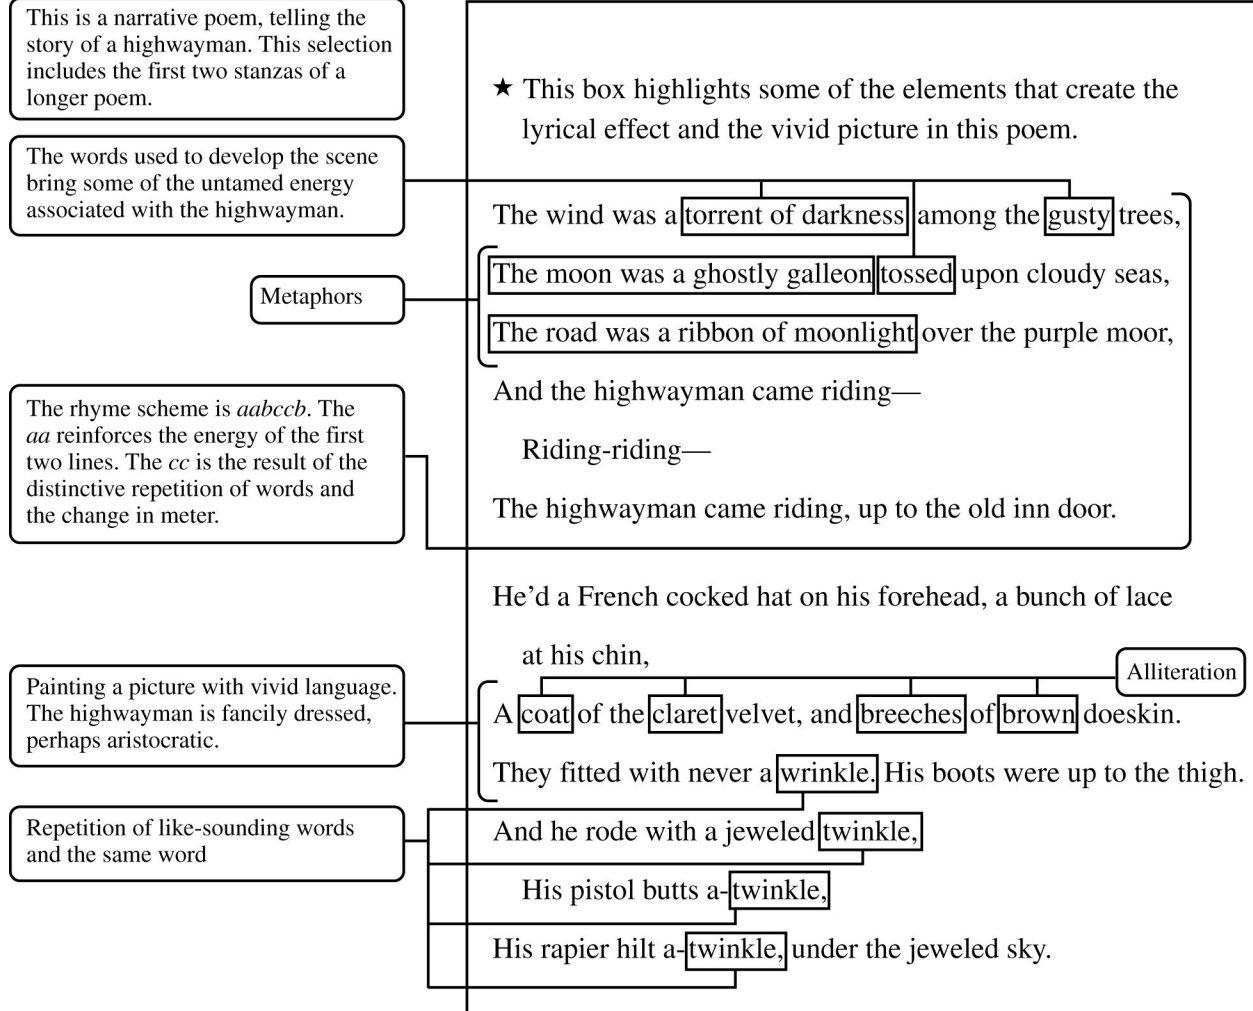 This is a narrative poem, telling the
story of a highwayman. This selection
includes the first two stanzas of a
longer poem.
★ This box highlights some of the elements that create the
lyrical effect and the vivid picture in this poem.
The words used to develop the scene
bring some of the untamed energy
associated with the highwayman.
The wind was a torrent of darkness among the gusty trees,
The moon was a ghostly galleon tossed upon cloudy seas,
Metaphors
The road was a ribbon of moonlight over the purple moor,
And the highwayman came riding—
Riding-riding—
The highwayman came riding, up to the old inn door.
The rhyme scheme is aabccb. The
aa reinforces the energy of the first
two lines. The cc is the result of the
distinctive repetition of words and
the change in meter.
He’d a French cocked hat on his forehead, a bunch of lace
at his chin,
Alliteration
A coat of the claret velvet, and breeches of brown doeskin.
They fitted with never a wrinkle. His boots were up to the thigh.
Painting a picture with vivid language.
The highwayman is fancily dressed,
perhaps aristocratic.
And he rode with a jeweled twinkle,
His pistol butts a-twinkle,
His rapier hilt a-twinkle, under the jeweled sky.
Repetition of like-sounding words
and the same word